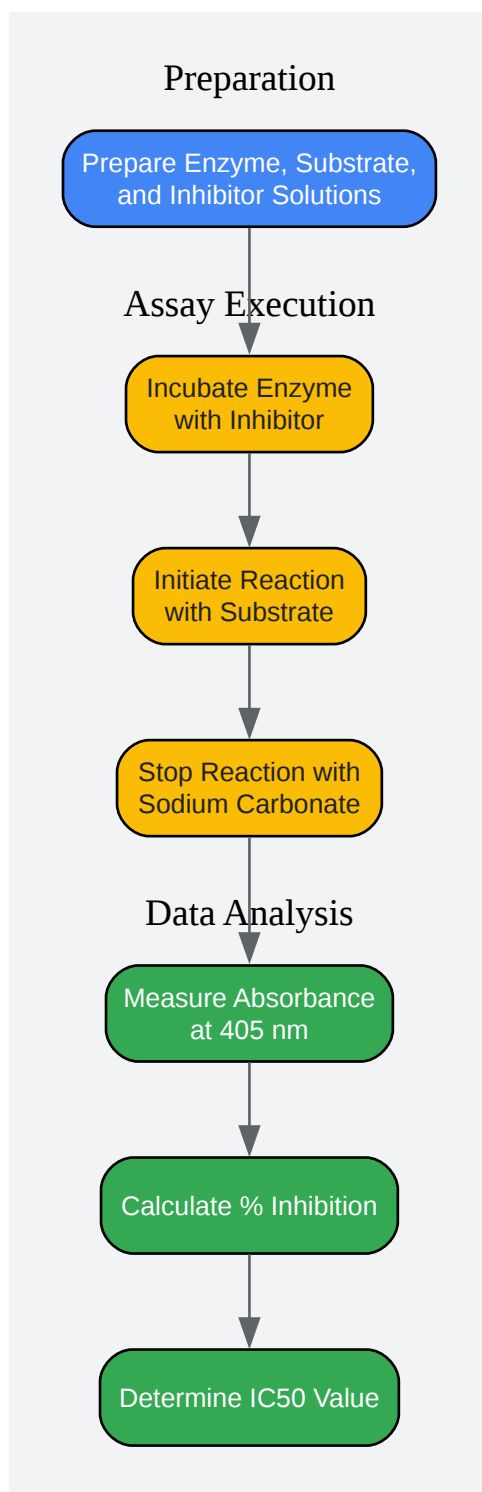 Preparation
Prepare Enzyme, Substrate,
and Inhibitor Solutions
Assay Execution
Incubate Enzyme
with Inhibitor
Initiate Reaction
with Substrate
Stop Reaction with
Sodium Carbonate
Data Analysis
Measure Absorbance
at 405 nm
Calculate % Inhibition
Determine IC50 Value